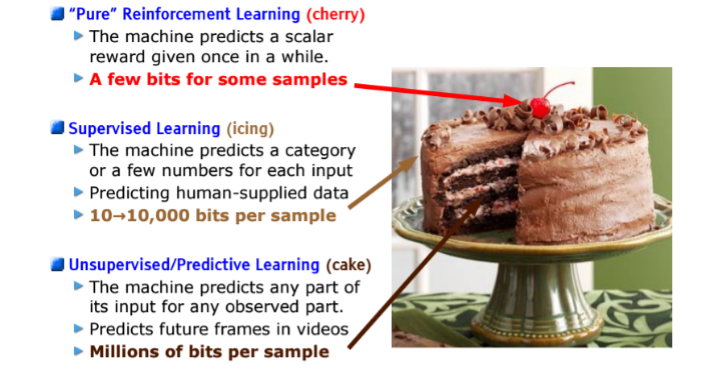 “Pure” Reinforcement Learning (cherry)
The machine predicts a scalar
reward given once in a while.
A few bits for some samples
Supervised Learning (icing)
The machine predicts a category
or a few numbers for each input
Predicting human-supplied data
10→10,000 bits per sample
Unsupervised/Predictive Learning (cake)
The machine predicts any part of
its input for any observed part.
Predicts future frames in videos
Millions of bits per sample